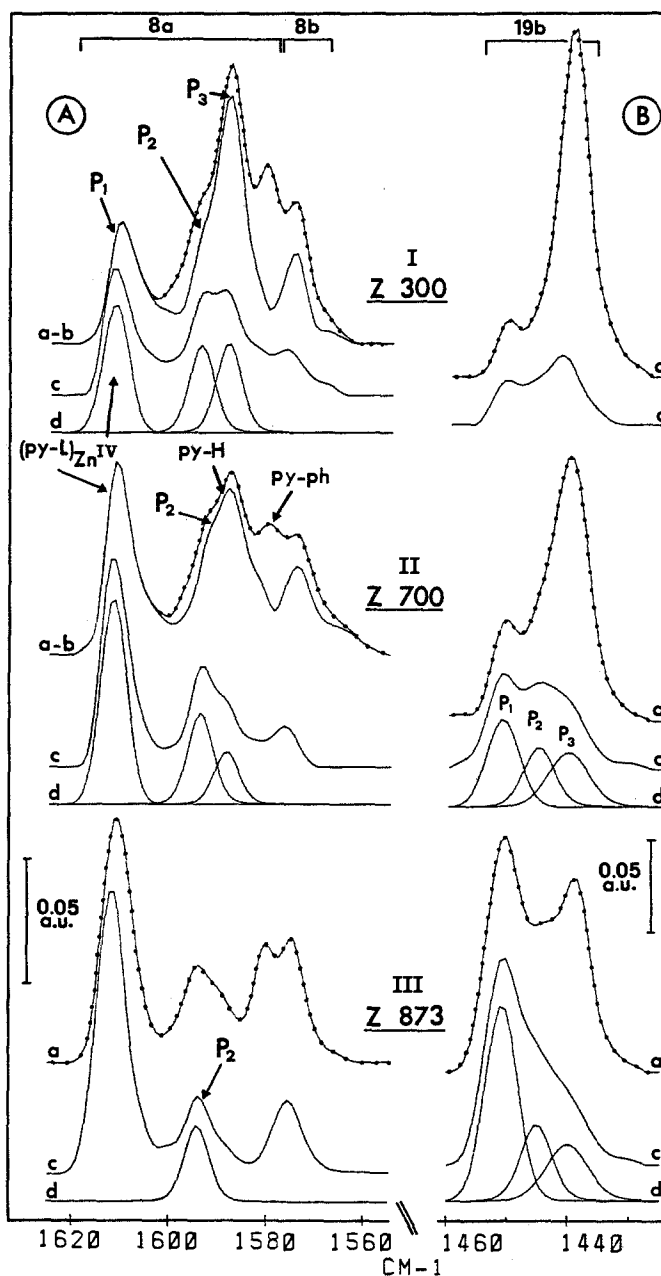 8a 8b 19b
A B
P3
P2
P1
I
Z 300
a-b
c
d
a
c
(py-L)ZnIV
py-H
py-ph
P2
II
Z 700
a-b
c
d
a
c
d
P1 P2 P3
0.05
a.u.
0.05
a.u.
III
Z 873
P2
a
c
d
a
c
d
1620 1600 1580 1560 1460 1440
CM-1